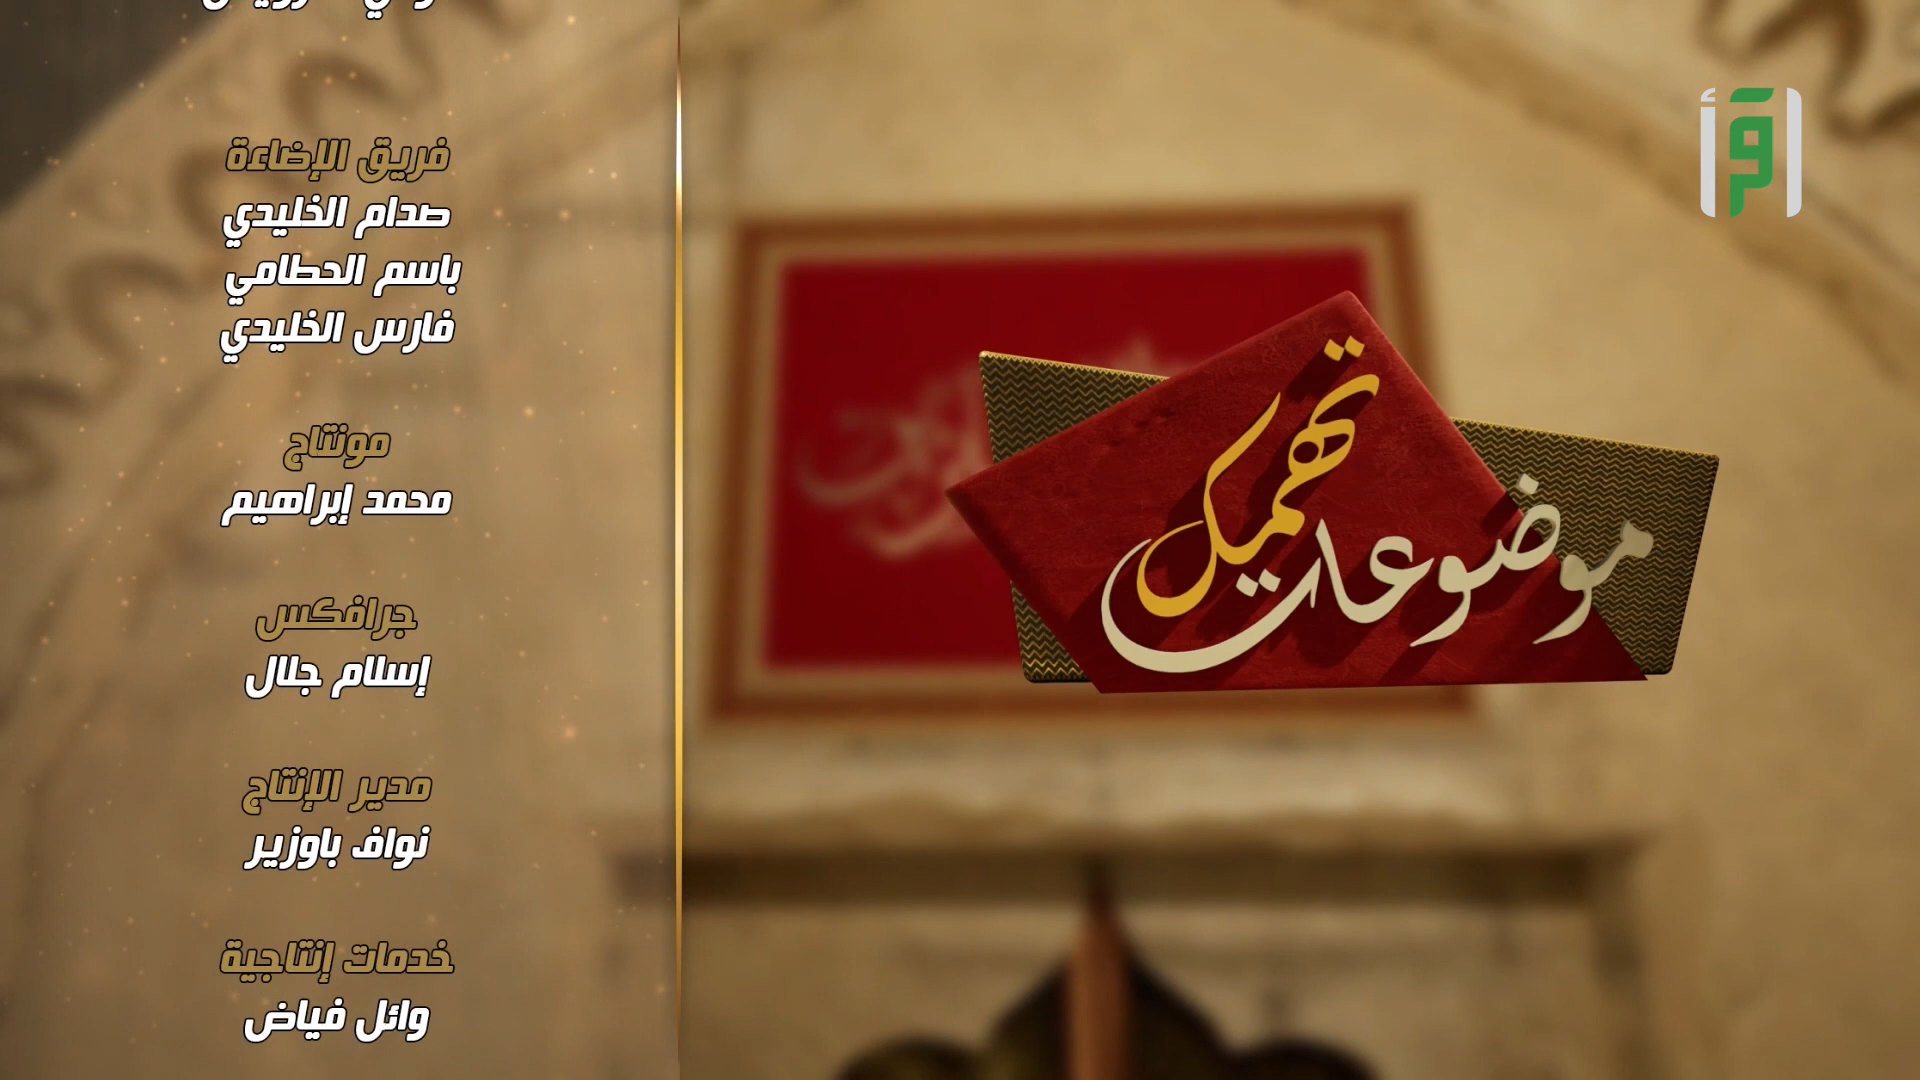 فريق الإضاءة
صدام الخليدي
باسم الحطامي
فارس الخليدي
مونتاج
محمد إبراهيم
جرافكس
إسلام جلال
مدير الإنتاج
نواف باوزير
خدمات إنتاجية
وائل فياض
اقرأ
موضوعات
تهمك